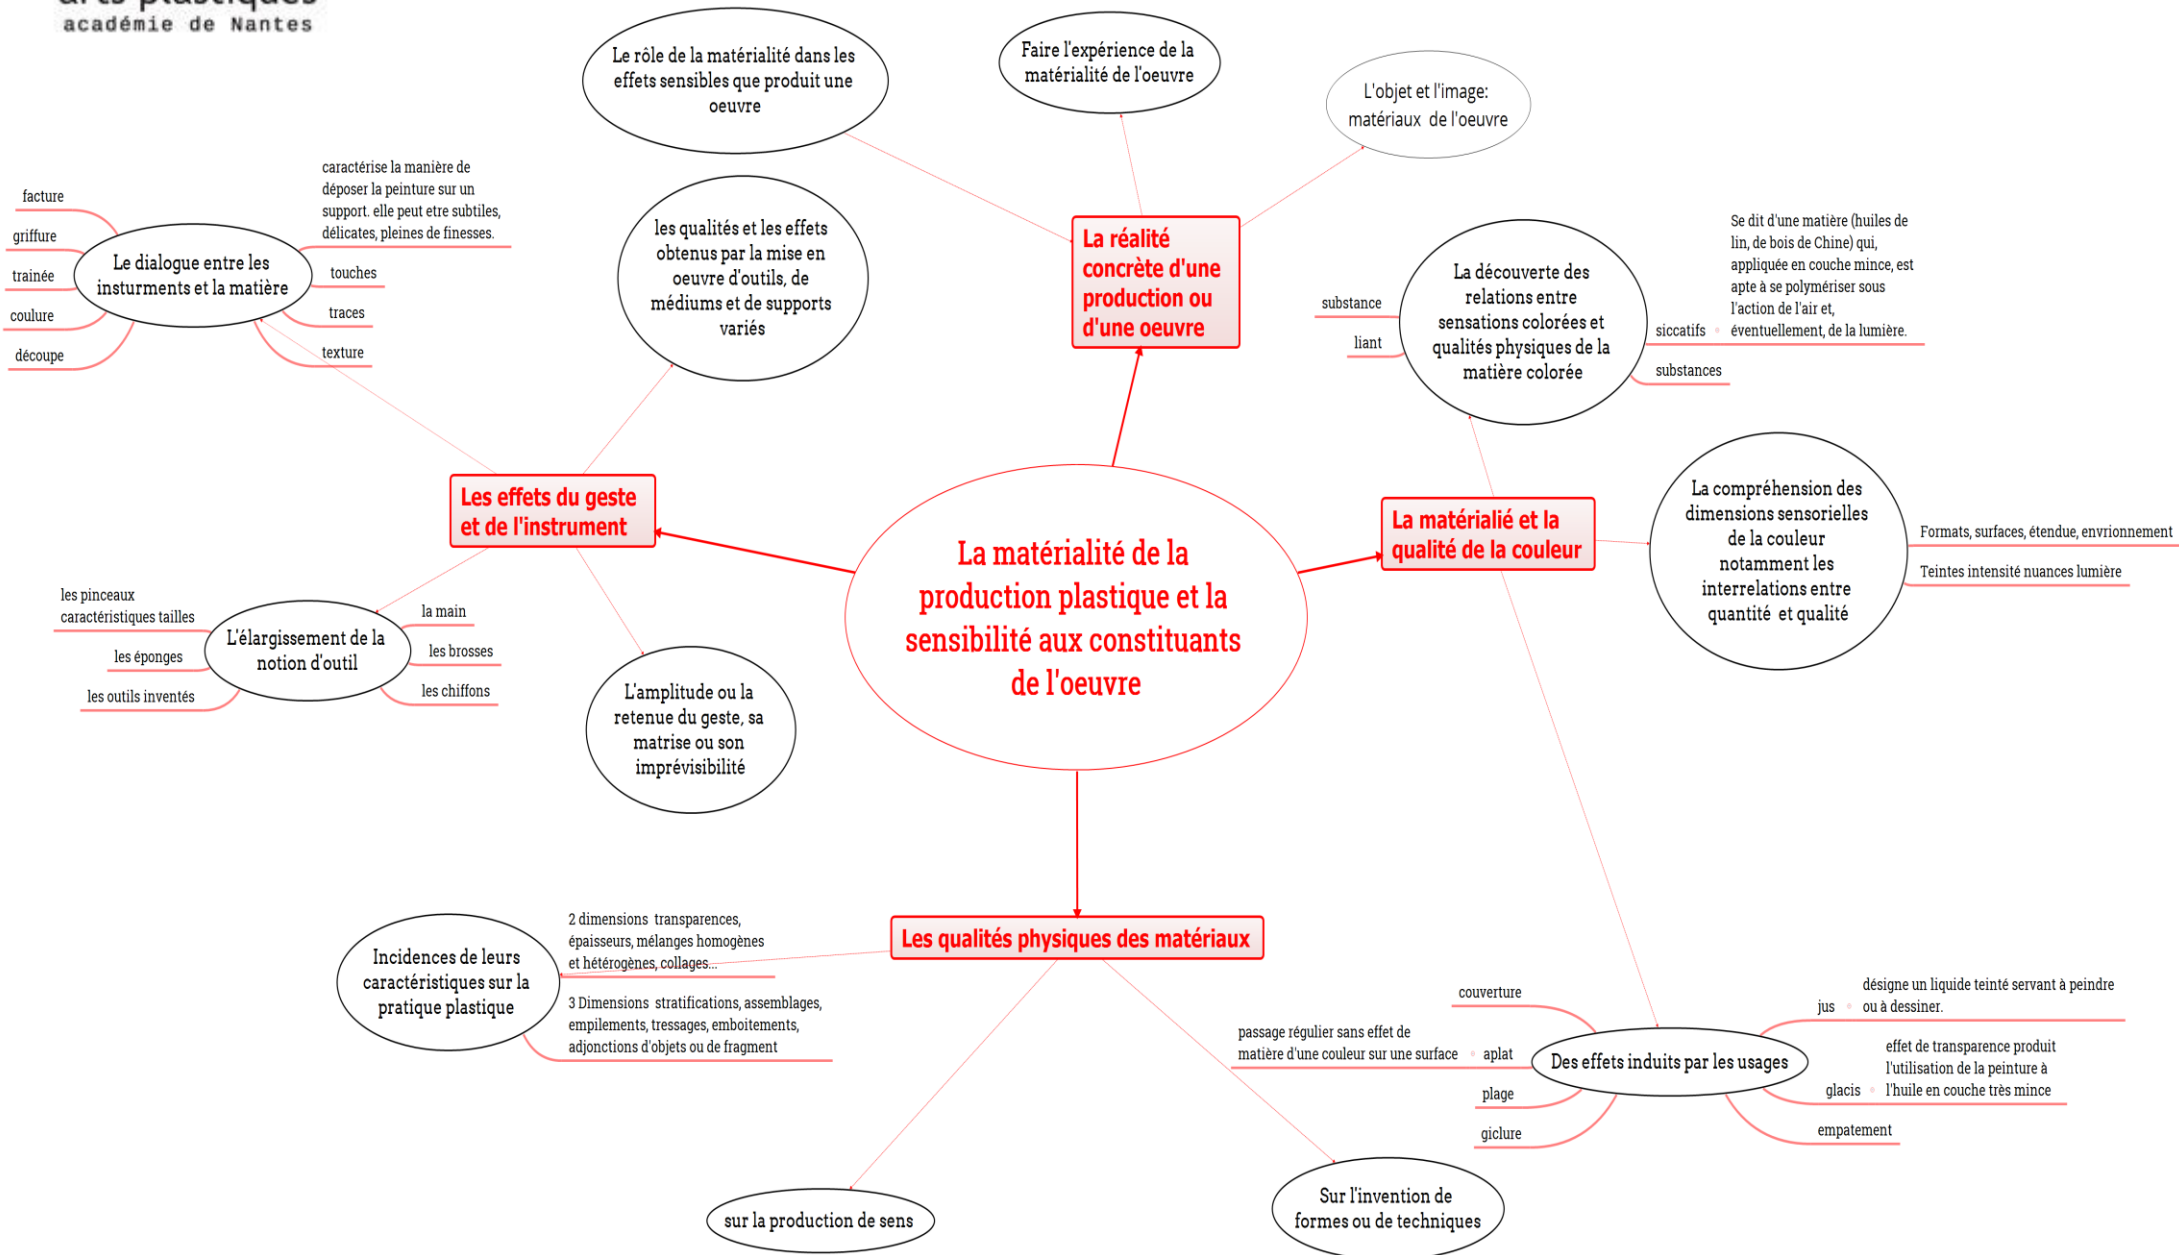 arts plastiques
académie de Nantes
Le rôle de la matérialité dans les
effets sensibles que produit une
oeuvre
Faire l'expérience de la
matérialité de l'oeuvre
L'objet et l'image:
matériaux de l'oeuvre
La réalité
concrète d'une
production ou
d'une oeuvre
facture
griffure
trainée
coulure
découpe
Le dialogue entre les
insturments et la matière
caractérise la manière de
déposer la peinture sur un
support. elle peut etre subtiles,
délicates, pleines de finesses.
touches
traces
texture
les qualités et les effets
obtenus par la mise en
oeuvre d'outils, de
médiums et de supports
variés
Les effets du geste
et de l'instrument
les pinceaux
caractéristiques tailles
les éponges
les outils inventés
L'élargissement de la
notion d'outil
la main
les brosses
les chiffons
L'amplitude ou la
retenue du geste, sa
matrise ou son
imprévisibilité
La matérialité de la
production plastique et la
sensibilité aux constituants
de l'oeuvre
substance
liant
La découverte des
relations entre
sensations colorées et
qualités physiques de la
matière colorée
siccatifs
Se dit d'une matière (huiles de
lin, de bois de Chine) qui,
appliquée en couche mince, est
apte à se polymériser sous
l'action de l'air et,
éventuellement, de la lumière.
substances
La matérialié et la
qualité de la couleur
La compréhension des
dimensions sensorielles
de la couleur
notamment les
interrelations entre
quantité et qualité
Formats, surfaces, étendue, envrionnement
Teintes intensité nuances lumière
Les qualités physiques des matériaux
Incidences de leurs
caractéristiques sur la
pratique plastique
2 dimensions transparences,
épaisseurs, mélanges homogènes
et hétérogènes, collages...
3 Dimensions stratifications, assemblages,
empilements, tressages, emboitements,
adjonctions d'objets ou de fragment
sur la production de sens
Sur l'invention de
formes ou de techniques
couverture
passage régulier sans effet de
matière d'une couleur sur une surface
aplat
plage
giclure
Des effets induits par les usages
jus
désigne un liquide teinté servant à peindre
ou à dessiner.
glacis
effet de transparence produit
l'utilisation de la peinture à
l'huile en couche très mince
empatement